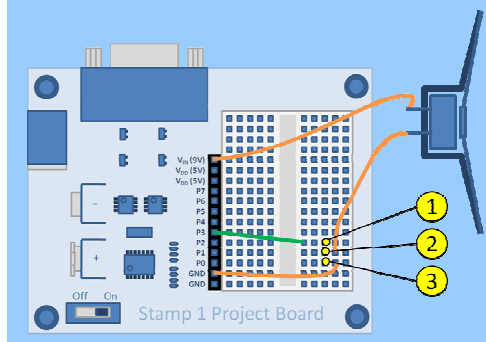 VIN (9V)
VDD (5V)
VDD (5V)
P7
P6
P5
P4
P3
P2
P1
P0
GND
GND
-
+
Off On
Stamp 1 Project Board
1
2
3